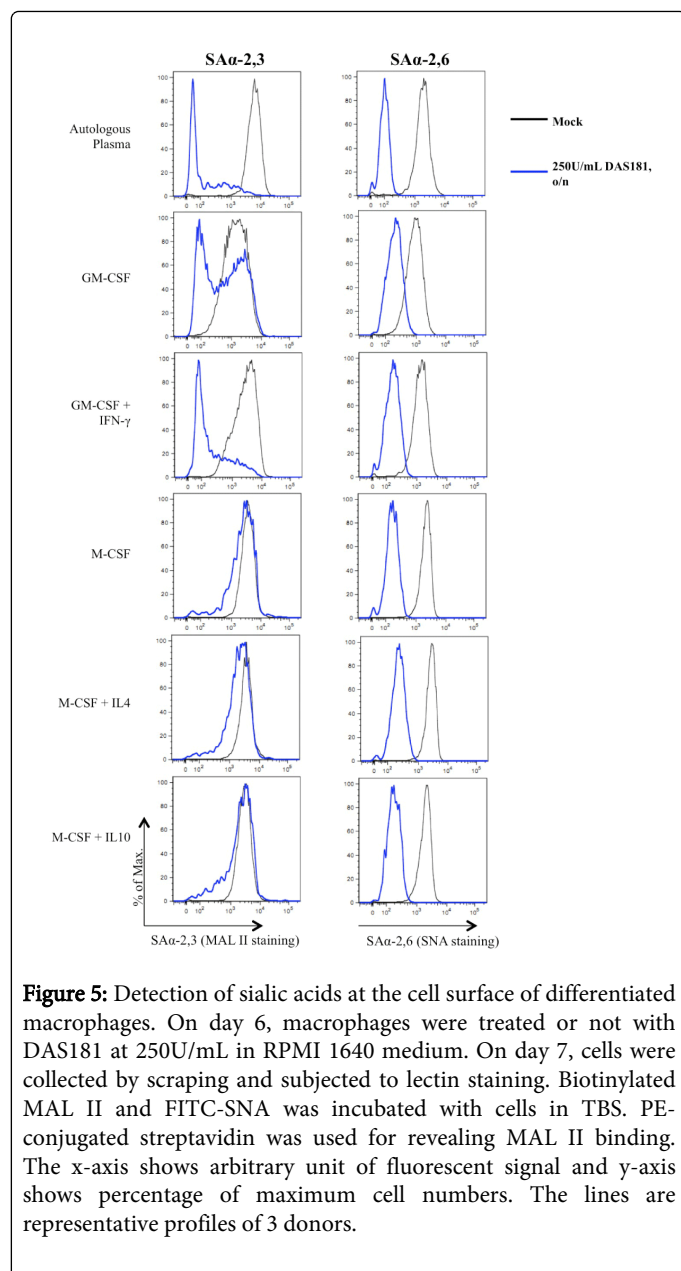 SAα-2,3 SAα-2,6
Mock
250U/mL DAS181,
o/n
Autologous
Plasma
GM-CSF
GM-CSF +
IFN-γ
M-CSF
M-CSF + IL4
M-CSF + IL10
% of Max.
SAα-2,3 (MAL II staining) SAα-2,6 (SNA staining)
Figure 5: Detection of sialic acids at the cell surface of differentiated
macrophages. On day 6, macrophages were treated or not with
DAS181 at 250U/mL in RPMI 1640 medium. On day 7, cells were
collected by scraping and subjected to lectin staining. Biotinylated
MAL II and FITC-SNA was incubated with cells in TBS. PE-
conjugated streptavidin was used for revealing MAL II binding.
The x-axis shows arbitrary unit of fluorescent signal and y-axis
shows percentage of maximum cell numbers. The lines are
representative profiles of 3 donors.